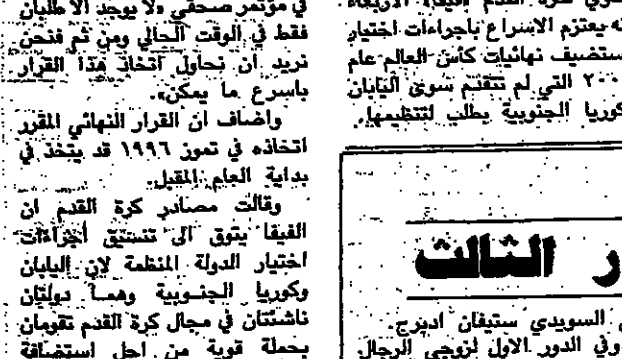 كرة القدم (فيفا) الاربعاء
انه يعتزم الاسراع باجراءات اختيار
ستستضيف نهائيات كأس العالم عام
التي لم تتقدم سوى اليابان
كوريا الجنوبية بطلب لتنظيمها.
في مؤتمر صحفي «لا يوجد الا طلبان
فقط في الوقت الحالي ومن ثم فنحن
نريد ان نحاول اتخاذ هذا القرار
باسرع ما يمكن».
واضاف ان القرار النهائي المقرر
اتخاذه في تموز ١٩٩٦ قد يتخذ في
بداية العام المقبل.
وقالت مصادر كرة القدم ان
الفيفا يتوق الى تنسيق اجراءات
اختيار الدولة المنظمة لان اليابان
وكوريا الجنوبية وهما دولتان
ناشئتان في مجال كرة القدم تقومان
بحملة قوية من اجل استضافة
الثالث
السويدي ستيفان ادبرج.
وفي الدور الاول لزوجي الرجال